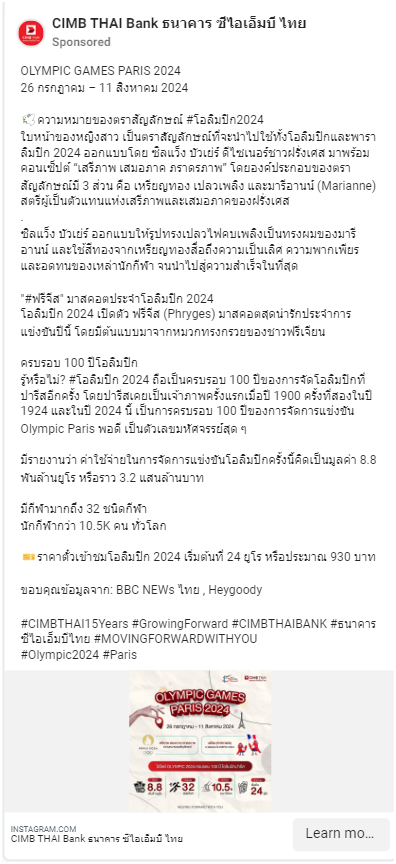 CIMB THAI Bank ธนาคาร ซีไอเอ็มบี ไทย
Sponsored
OLYMPIC GAMES PARIS 2024
26 กรกฎาคม – 11 สิงหาคม 2024
ความหมายของตราสัญลักษณ์ #โอลิมปิก2024
ใบหน้าของหญิงสาว เป็นตราสัญลักษณ์ที่จะนำไปใช้ทั้งโอลิมปิกและพารา
ลิมปิก 2024 ออกแบบโดย ซิลแว็ง บัวเย่ร์ ดีไซเนอร์ชาวฝรั่งเศส มาพร้อม
คอนเซ็ปต์ “เสรีภาพ เสมอภาค ภราดรภาพ” โดยองค์ประกอบของตรา
สัญลักษณ์มี 3 ส่วน คือ เหรียญทอง เปลวเพลิง และมารีอานน์ (Marianne)
สตรีผู้เป็นตัวแทนแห่งเสรีภาพและเสมอภาคของฝรั่งเศส
.
ซิลแว็ง บัวเย่ร์ ออกแบบให้รูปทรงเปลวไฟคบเพลิงเป็นทรงผมของมารี
อานน์ และใช้สีทองจากเหรียญทองสื่อถึงความเป็นเลิศ ความพากเพียร
และอดทนของเหล่านักกีฬา จนนำไปสู่ความสำเร็จในที่สุด
"#ฟรีจีส" มาสคอตประจำโอลิมปิก 2024
โอลิมปิก 2024 เปิดตัว ฟรีจีส (Phryges) มาสคอตสุดน่ารักประจำการ
แข่งขันปีนี้ โดยมีต้นแบบมาจากหมวกทรงกรวยของชาวฟรีเจียน
ครบรอบ 100 ปีโอลิมปิก
รู้หรือไม่? #โอลิมปิก 2024 ถือเป็นครบรอบ 100 ปีของการจัดโอลิมปิกที่
ปารีสอีกครั้ง โดยปารีสเคยเป็นเจ้าภาพครั้งแรกเมื่อปี 1900 ครั้งที่สองในปี
1924 และในปี 2024 นี้ เป็นการครบรอบ 100 ปีของการจัดการแข่งขัน
Olympic Paris พอดี เป็นตัวเลขมหัศจรรย์สุด ๆ
มีรายงานว่า ค่าใช้จ่ายในการจัดการแข่งขันโอลิมปิกครั้งนี้คิดเป็นมูลค่า 8.8
พันล้านยูโร หรือราว 3.2 แสนล้านบาท
มีกีฬามากถึง 32 ชนิดกีฬา
นักกีฬากว่า 10.5K คน ทั่วโลก
ราคาตั๋วเข้าชมโอลิมปิก 2024 เริ่มต้นที่ 24 ยูโร หรือประมาณ 930 บาท
ขอบคุณข้อมูลจาก: BBC NEWs ไทย , Heygoody
#CIMBTHAI15Years #GrowingForward #CIMBTHAIBANK #ธนาคาร
ซีไอเอ็มบีไทย #MOVINGFORWARDWITHYOU
#Olympic2024 #Paris
OLYMPIC GAMES
PARIS 2024
26 กรกฎาคม - 11 สิงหาคม 2024
8.8
32
10.5
24
INSTAGRAM.COM
CIMB THAI Bank ธนาคาร ซีไอเอ็มบี ไทย
Learn mo...